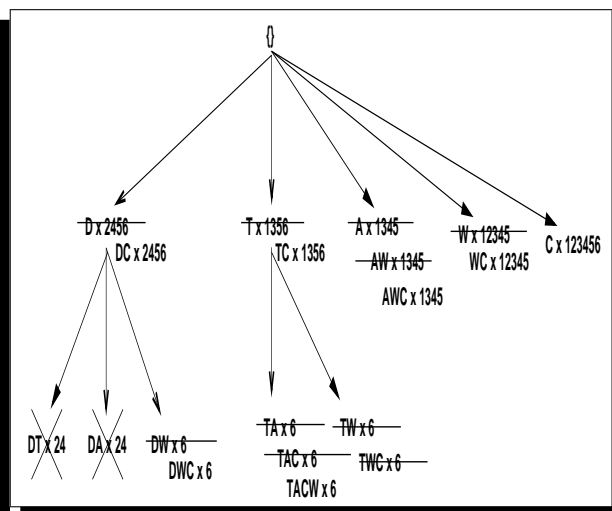 {}
D x 2456
T x 1356
A x 1345
W x 12345
C x 123456
DC x 2456
TC x 1356
AW x 1345
WC x 12345
AWC x 1345
DT x 24
DA x 24
DW x 6
TA x 6
TW x 6
DWC x 6
TAC x 6
TWC x 6
TACW x 6